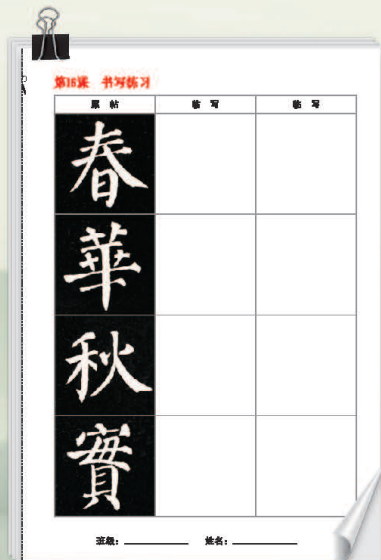 第16课 书写练习
原 帖 临 写 临 写
春
華
秋
實
班级： 姓名：